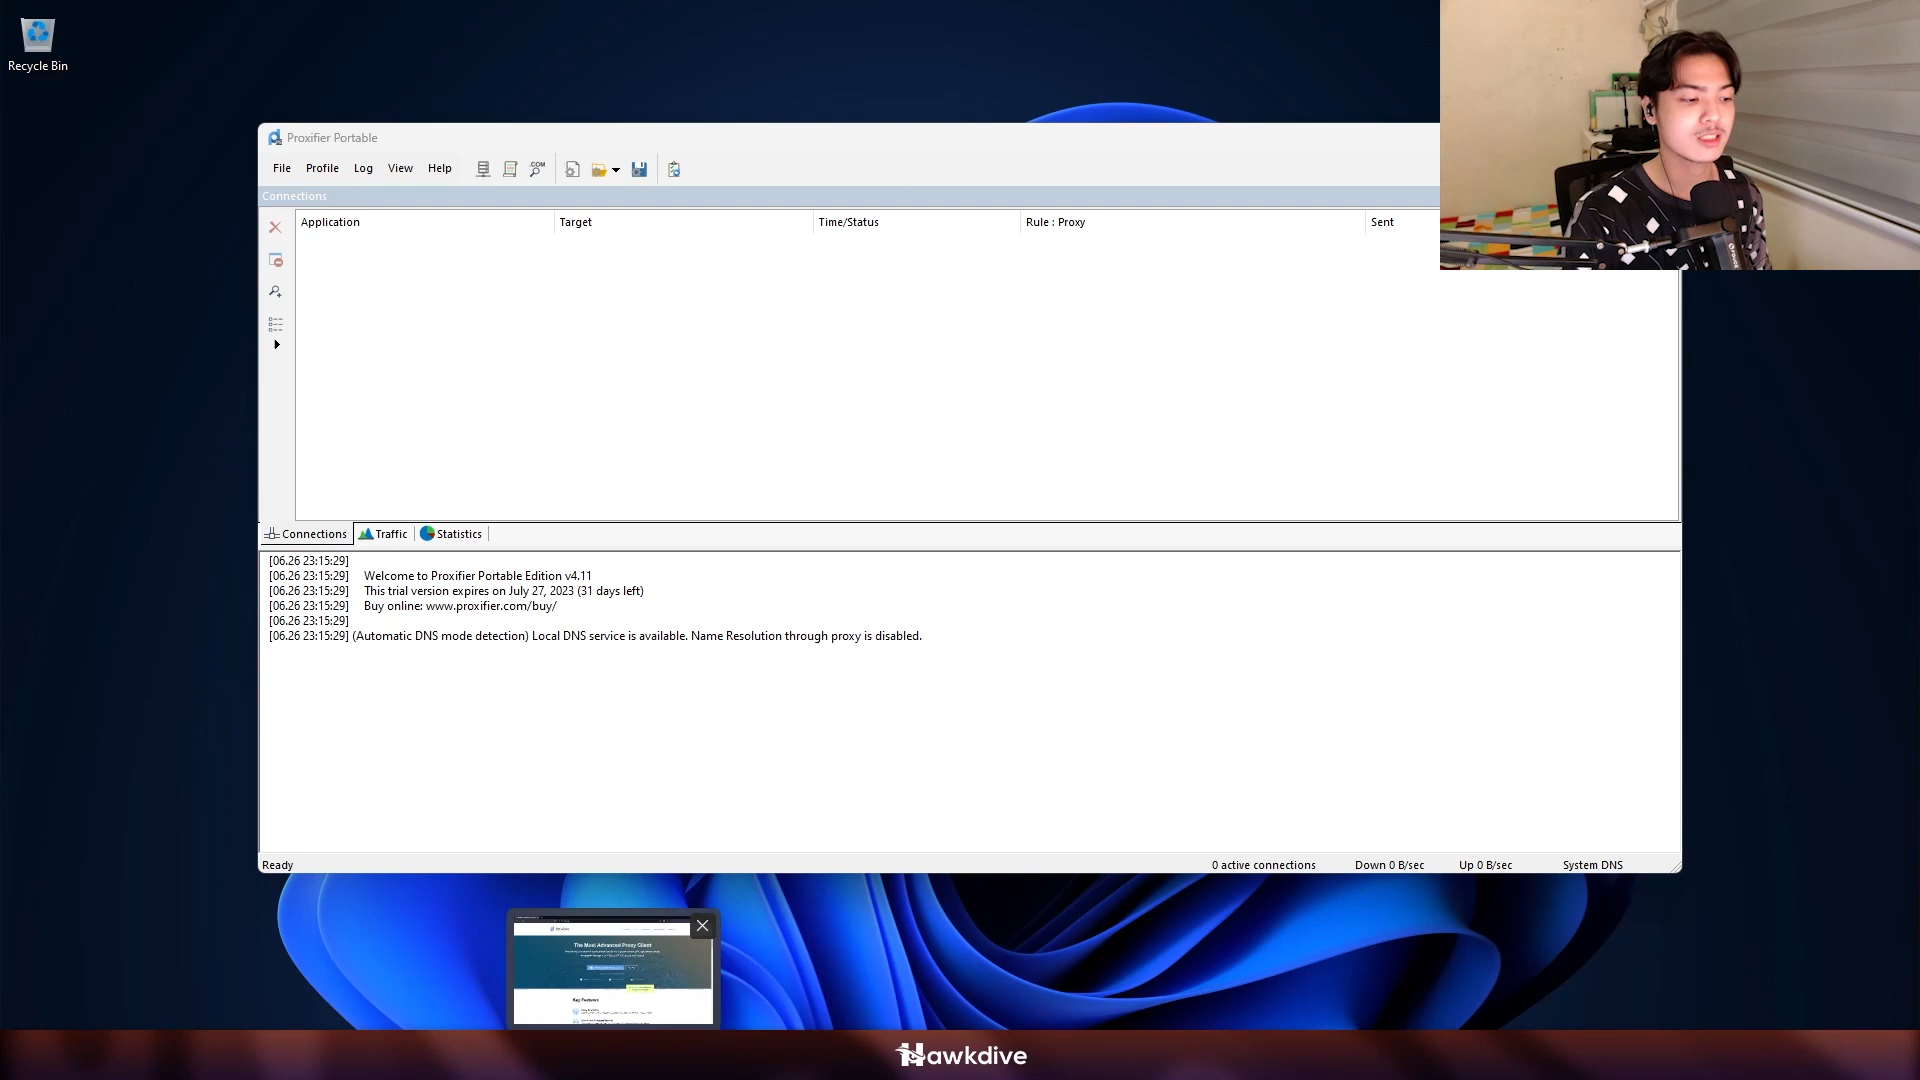 Recycle Bin
Proxifier Portable
File Profile Log View Help .COM
Connections
Application Target Time/Status Rule : Proxy Sent
Connections Traffic Statistics
[06.26 23:15:29]
[06.26 23:15:29] Welcome to Proxifier Portable Edition v4.11
[06.26 23:15:29] This trial version expires on July 27, 2023 (31 days left)
[06.26 23:15:29] Buy online: www.proxifier.com/buy/
[06.26 23:15:29]
[06.26 23:15:29] (Automatic DNS mode detection) Local DNS service is available. Name Resolution through proxy is disabled.
Ready 0 active connections Down 0 B/sec Up 0 B/sec System DNS
The Most Advanced Proxy Client
Key Features
Hawkdive